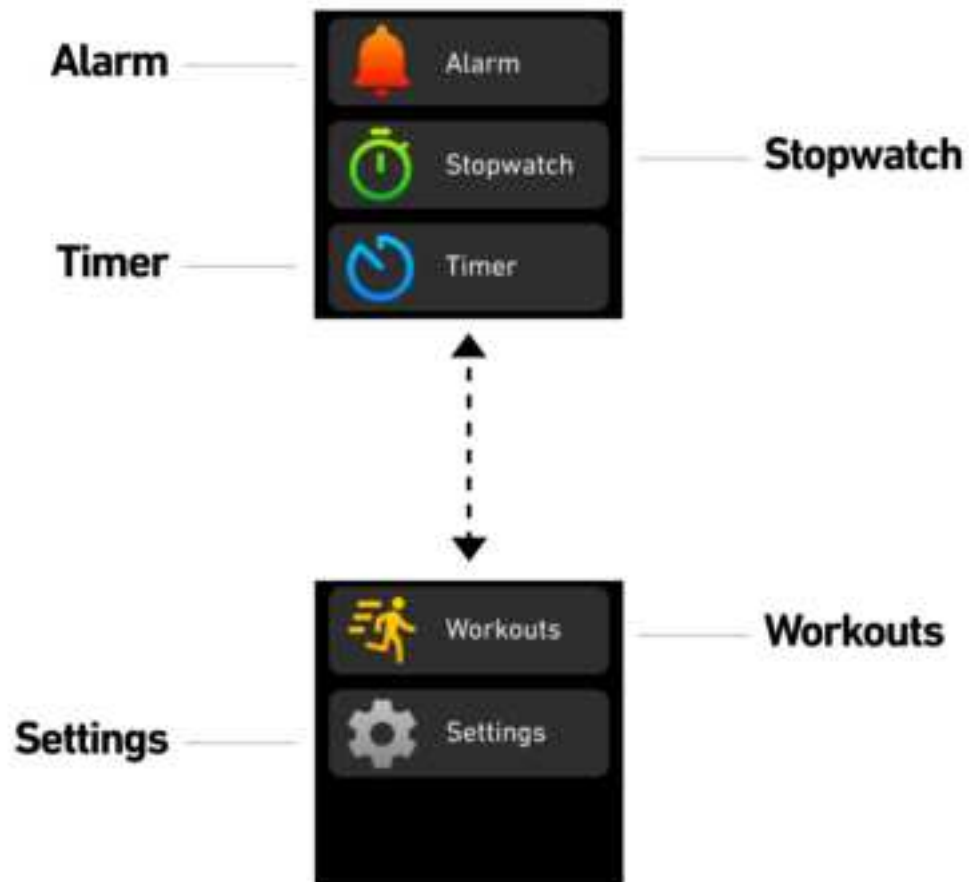 Alarm
Alarm
Stopwatch
Stopwatch
Timer
Timer
Workouts
Workouts
Settings
Settings